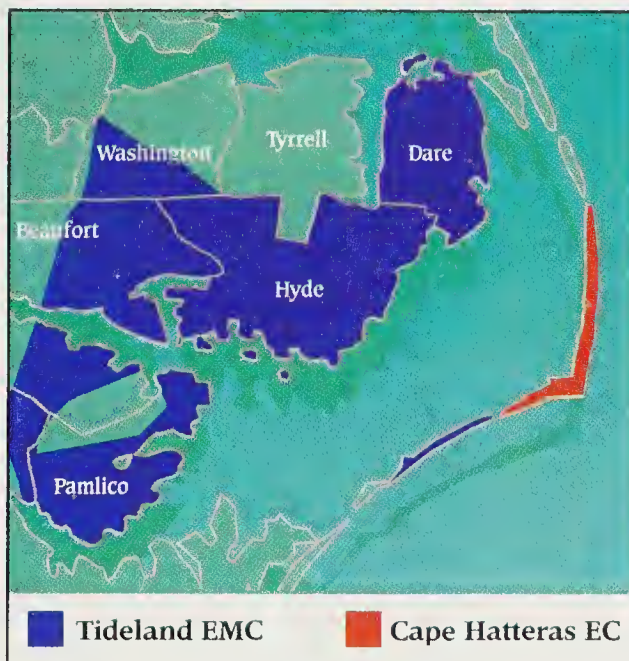 Washington
Tyrrell
Dare
Beaufort
Hyde
Pamlico
Tideland EMC
Cape Hatteras EC